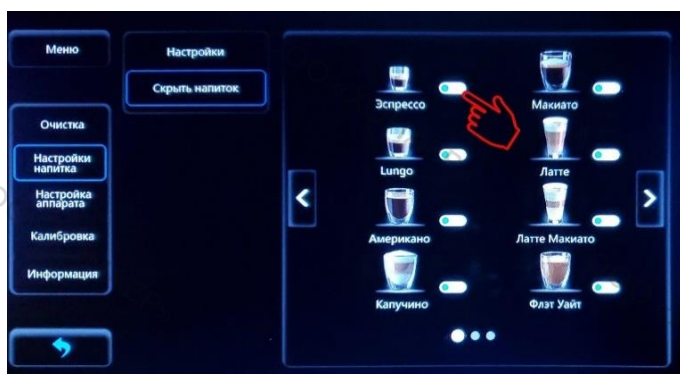 Меню
Настройки
Скрыть напиток
Очистка
Настройки
напитка
Настройка
аппарата
Калибровка
Информация
Эспрессо
Макиато
Lungo
Латте
Американо
Латте Макиато
Капучино
Флэт Уайт